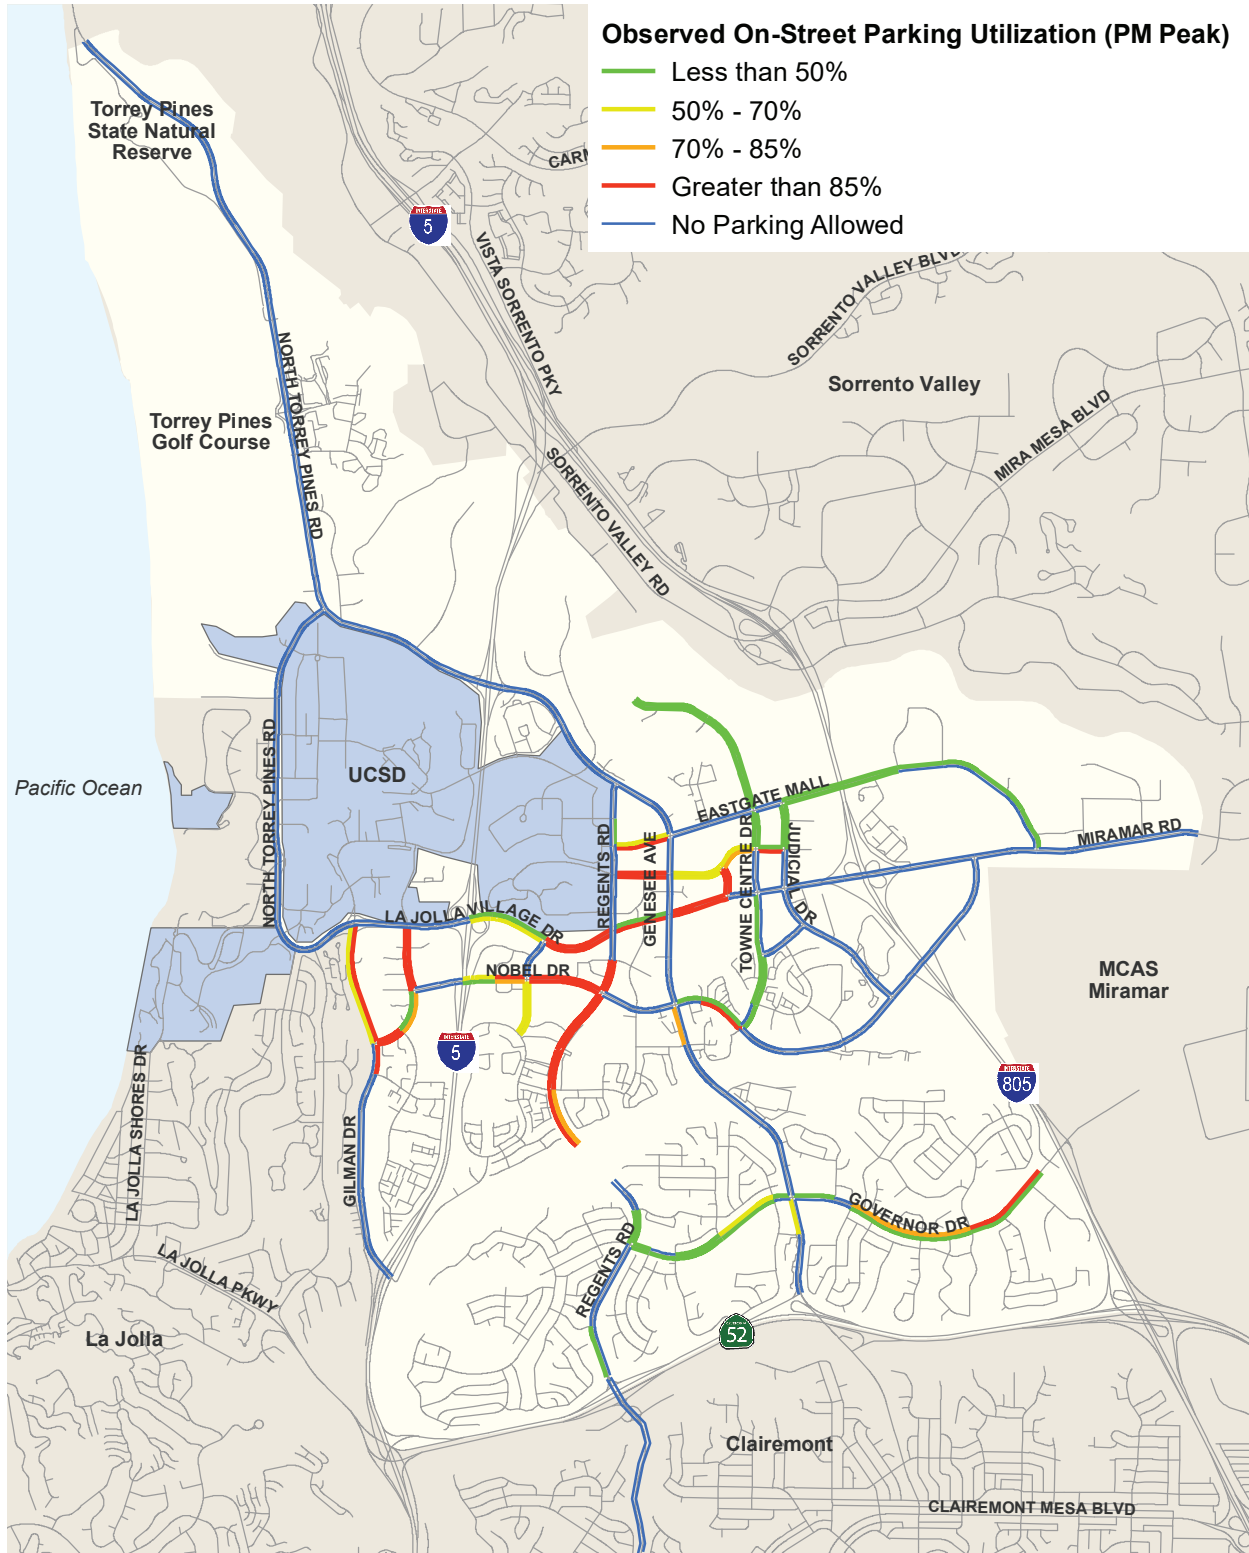 Observed On-Street Parking Utilization (PM Peak)
Less than 50%
50% - 70%
70% - 85%
Greater than 85%
No Parking Allowed
Torrey Pines
State Natural
Reserve
CARM
INTERSTATE
5
VISTA SORRENTO PKY
SORRENTO VALLEY BLVD
Sorrento Valley
MIRA MESA BLVD
NORTH TORREY PINES RD
Torrey Pines
Golf Course
SORRENTO VALLEY RD
Pacific Ocean
UCSD
NORTH TORREY PINES RD
EASTGATE MALL
MIRAMAR RD
REGENTS RD
GENESEE AVE
TOWNE CENTRE DR
JUDICIAL DR
LA JOLLA VILLAGE DR
NOBEL DR
MCAS
Miramar
INTERSTATE
5
INTERSTATE
805
LA JOLLA SHORES DR
GILMAN DR
GOVERNOR DR
REGENTS RD
LA JOLLA PKWY
La Jolla
52
Clairemont
CLAIREMONT MESA BLVD